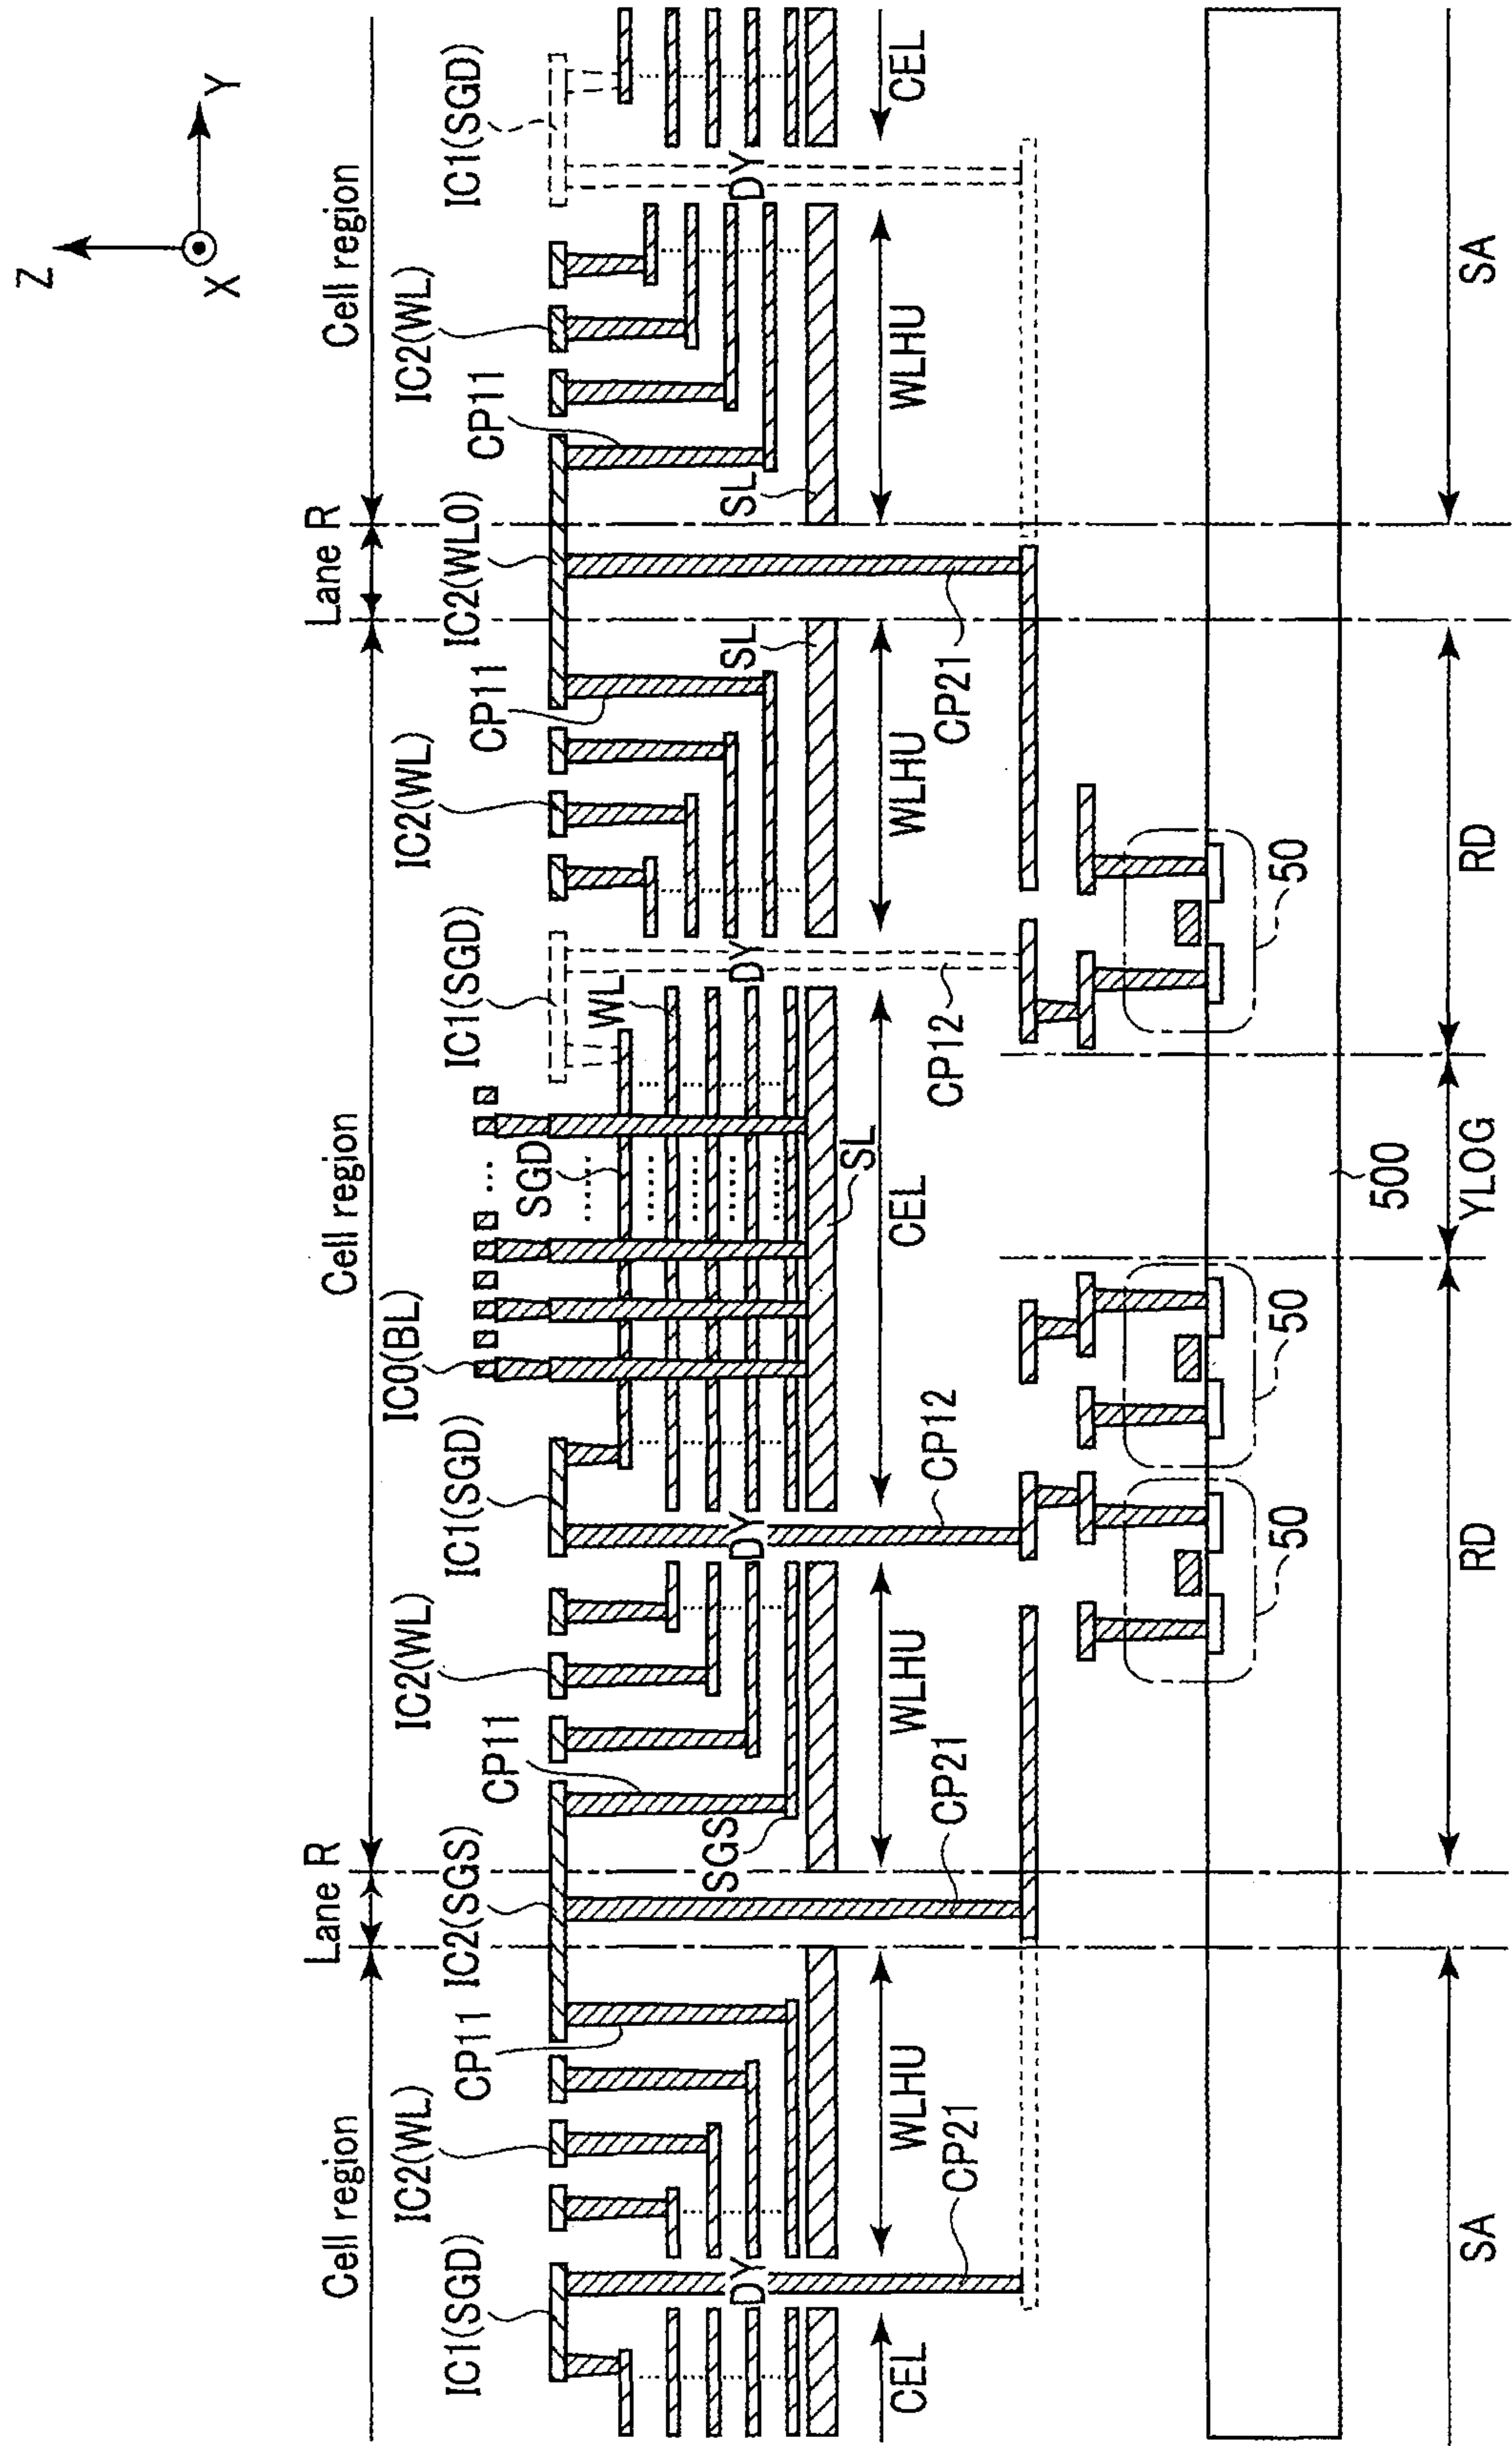 Z
X
Y
Cell region
Lane R
Cell region
Lane R
Cell region
IC0(BL)
IC2(WL)
IC2(WL)
IC2(WL)
IC2(WL)
IC1(SGD)
IC2(SGS)
IC1(SGD)
IC1(SGD)
IC2(WL0)
IC1(SGD)
CP11
CP11
CP11
CP11
SGD
WL
SGS
SL
SL
DY
DY
DY
DY
SL
CEL
WLHU
WLHU
CEL
WLHU
WLHU
CEL
CP21
CP21
CP12
CP12
CP21
50
50
50
500
SA
RD
YLOG
RD
SA